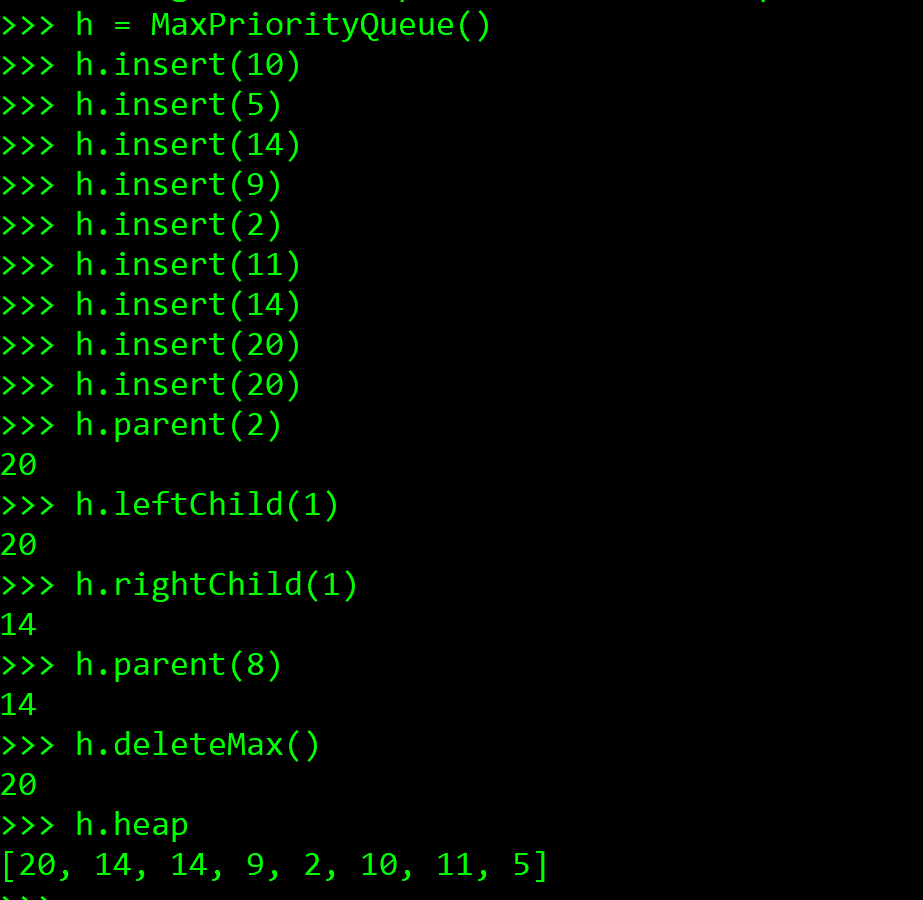 >>> h = MaxPriorityQueue()
>>> h.insert(10)
>>> h.insert(5)
>>> h.insert(14)
>>> h.insert(9)
>>> h.insert(2)
>>> h.insert(11)
>>> h.insert(14)
>>> h.insert(20)
>>> h.insert(20)
>>> h.parent(2)
20
>>> h.leftChild(1)
20
>>> h.rightChild(1)
14
>>> h.parent(8)
14
>>> h.deleteMax()
20
>>> h.heap
[20, 14, 14, 9, 2, 10, 11, 5]
>>>